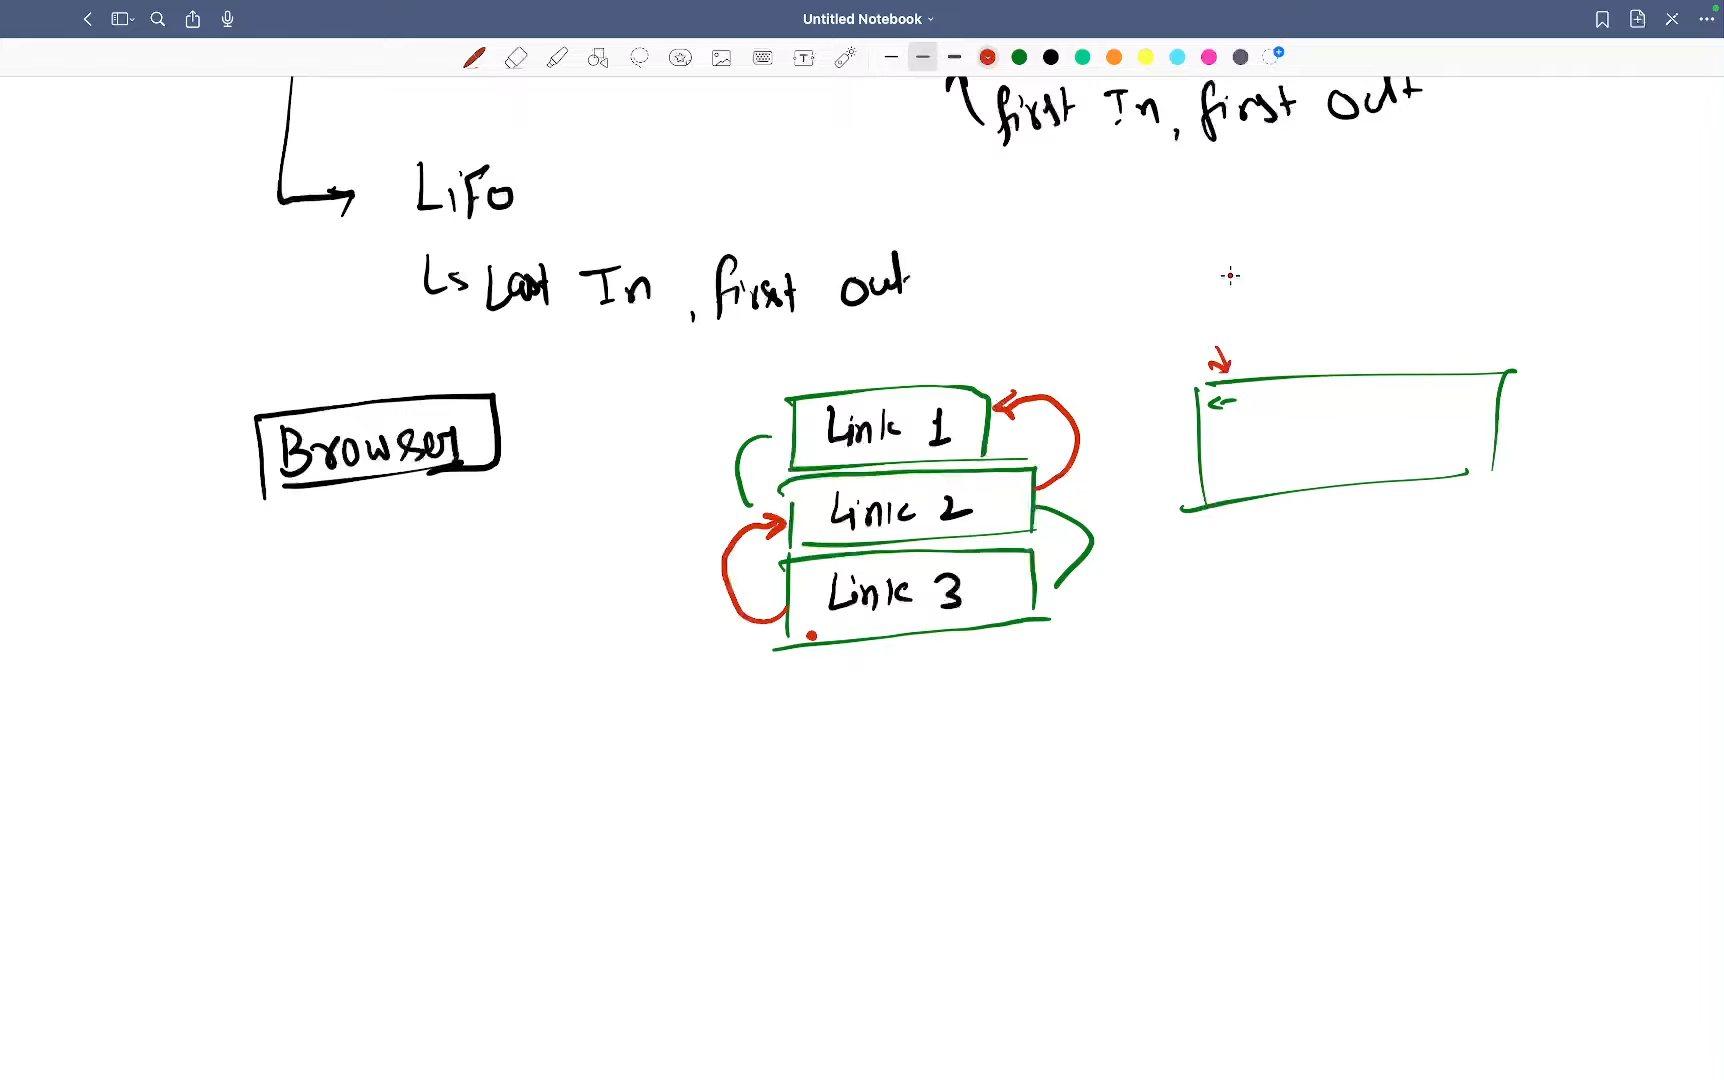 Untitled Notebook
first In, first out
LiFo
Ls Last In, first out
Browser
Link 1
Link 2
Link 3